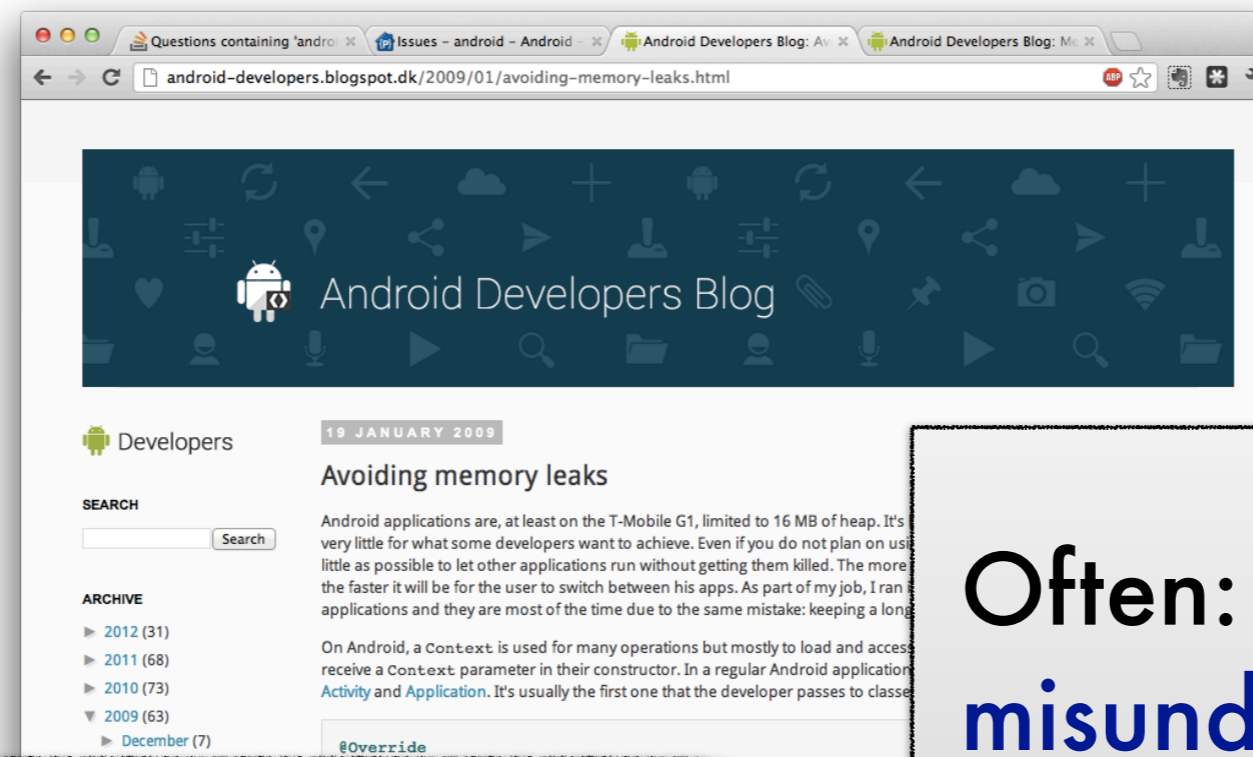 Questions containing 'androi
Issues – android – Android –
Android Developers Blog: Av
Android Developers Blog: Me
android-developers.blogspot.dk/2009/01/avoiding-memory-leaks.html
ABP
Android Developers Blog
Developers
SEARCH
Search
ARCHIVE
2012 (31)
2011 (68)
2010 (73)
2009 (63)
December (7)
19 JANUARY 2009
Avoiding memory leaks
Android applications are, at least on the T-Mobile G1, limited to 16 MB of heap. It's
very little for what some developers want to achieve. Even if you do not plan on usi
little as possible to let other applications run without getting them killed. The more
the faster it will be for the user to switch between his apps. As part of my job, I ran
applications and they are most of the time due to the same mistake: keeping a long
On Android, a Context is used for many operations but mostly to load and access
receive a Context parameter in their constructor. In a regular Android application
Activity and Application. It's usually the first one that the developer passes to classe
@Override
Often:
misund